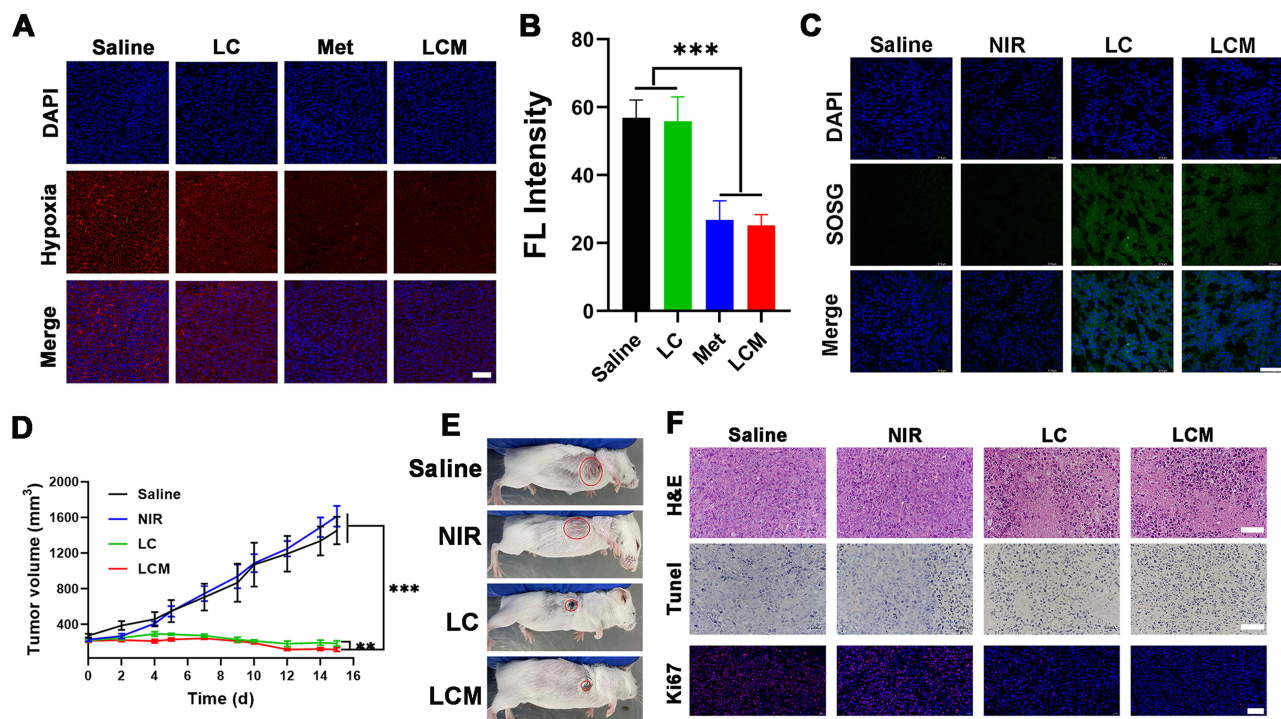 A
Saline LC Met LCM
DAPI
Hypoxia
Merge
B
80
60
40
20
0
FL Intensity
***
Saline LC Met LCM
C
Saline NIR LC LCM
DAPI
SOSG
Merge
D
Tumor volume (mm³)
2000
1600
1200
800
400
Saline
NIR
LC
LCM
***
**
0 2 4 6 8 10 12 14 16
Time (d)
E
Saline
NIR
LC
LCM
F
Saline NIR LC LCM
H&E
Tunel
Ki67